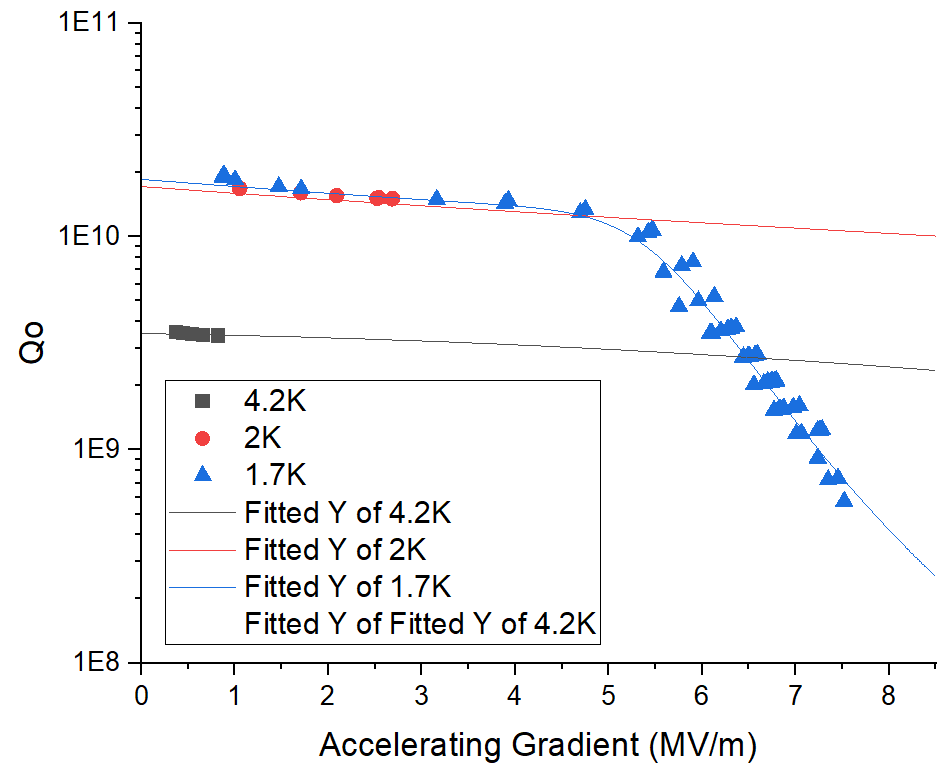 1E11
1E10
1E9
1E8
Qo
4.2K
2K
1.7K
Fitted Y of 4.2K
Fitted Y of 2K
Fitted Y of 1.7K
Fitted Y of Fitted Y of 4.2K
0 1 2 3 4 5 6 7 8
Accelerating Gradient (MV/m)